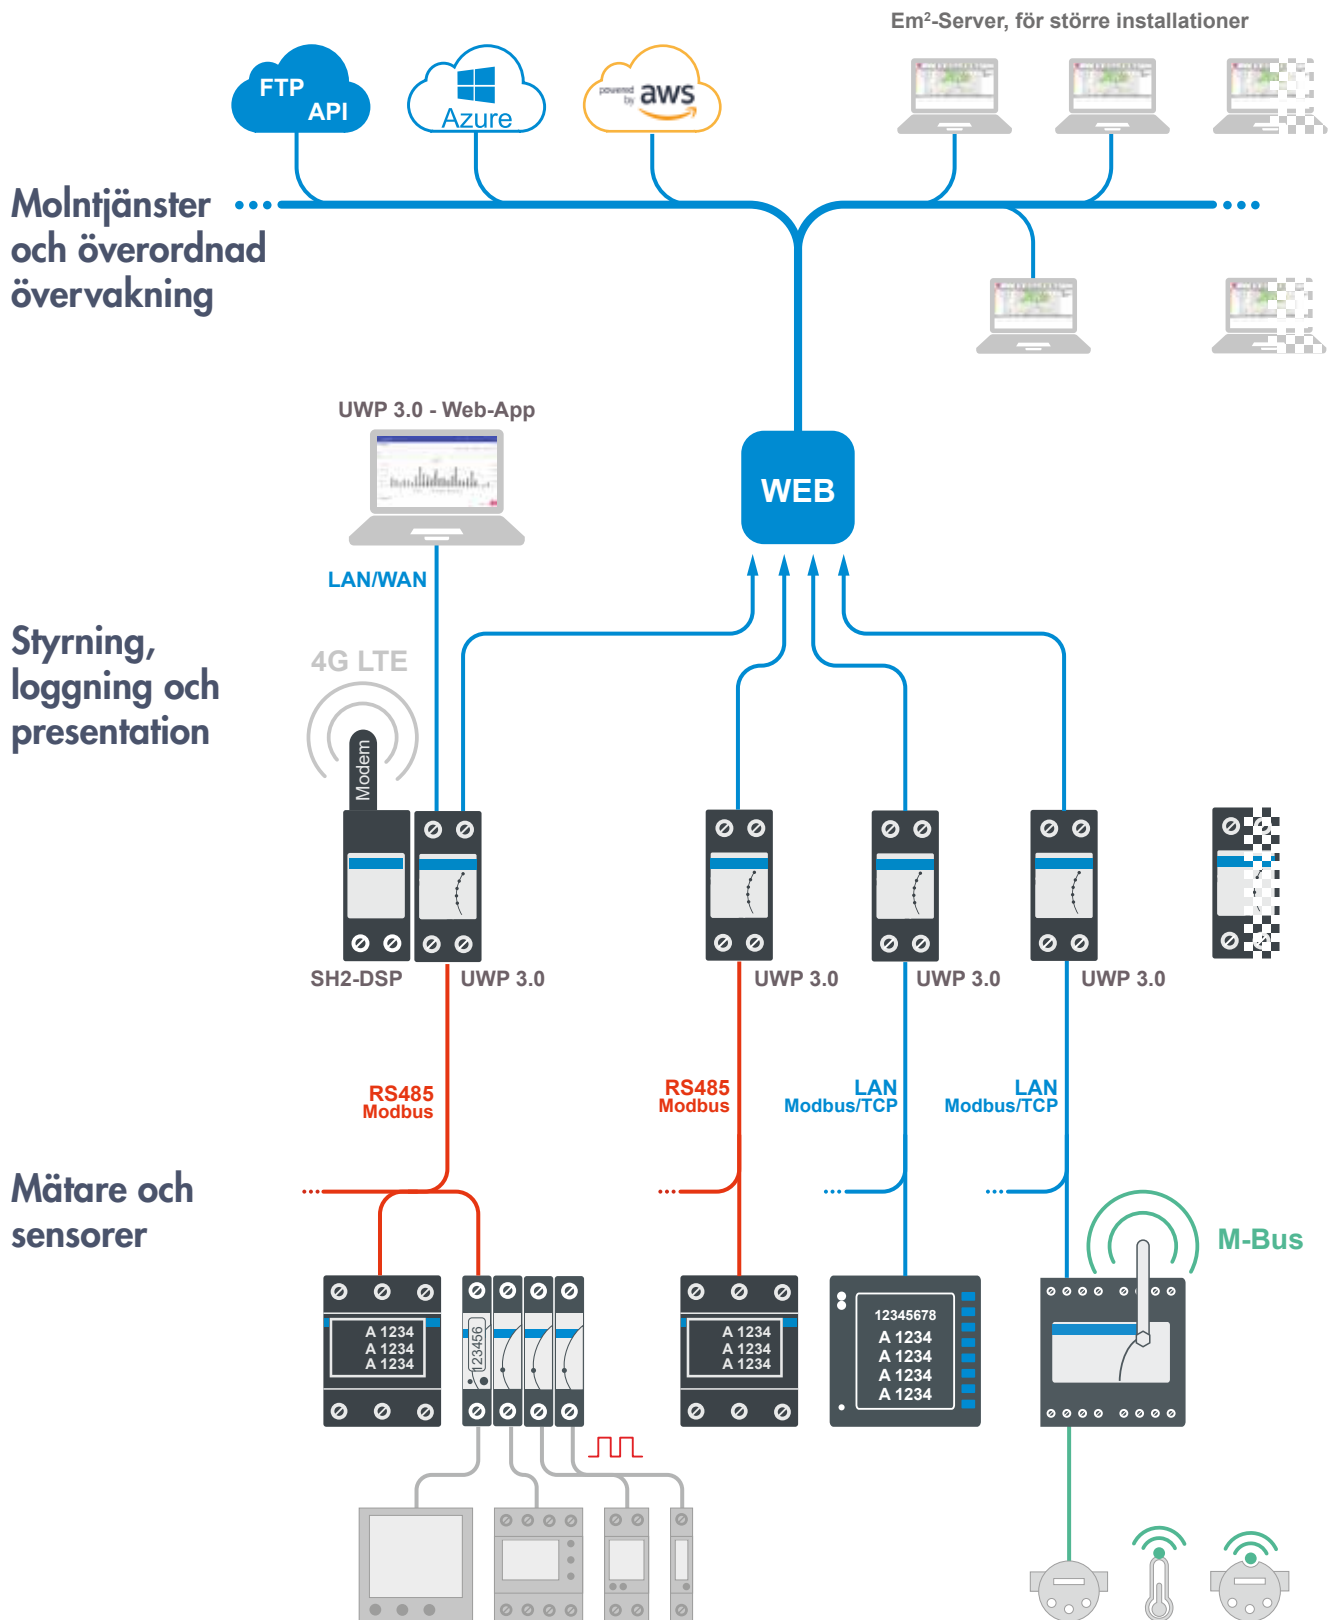 Em²-Server, för större installationer
FTP
API
Azure
powered
by
aws
Molntjänster
och överordnad
övervakning
UWP 3.0 - Web-App
WEB
LAN/WAN
Styrning,
loggning och
presentation
4G LTE
Modem
SH2-DSP
UWP 3.0
UWP 3.0
UWP 3.0
UWP 3.0
RS485
Modbus
RS485
Modbus
LAN
Modbus/TCP
LAN
Modbus/TCP
Mätare och
sensorer
M-Bus
A 1234
A 1234
A 1234
123456
A 1234
A 1234
A 1234
12345678
A 1234
A 1234
A 1234
A 1234